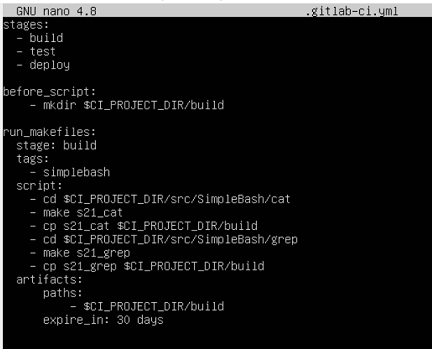 GNU nano 4.8 .gitlab-ci.yml
stages:
  - build
  - test
  - deploy

before_script:
    - mkdir $CI_PROJECT_DIR/build

run_makefiles:
  stage: build
  tags:
    - simplebash
  script:
    - cd $CI_PROJECT_DIR/src/SimpleBash/cat
    - make s21_cat
    - cp s21_cat $CI_PROJECT_DIR/build
    - cd $CI_PROJECT_DIR/src/SimpleBash/grep
    - make s21_grep
    - cp s21_grep $CI_PROJECT_DIR/build
  artifacts:
      paths:
          - $CI_PROJECT_DIR/build
      expire_in: 30 days